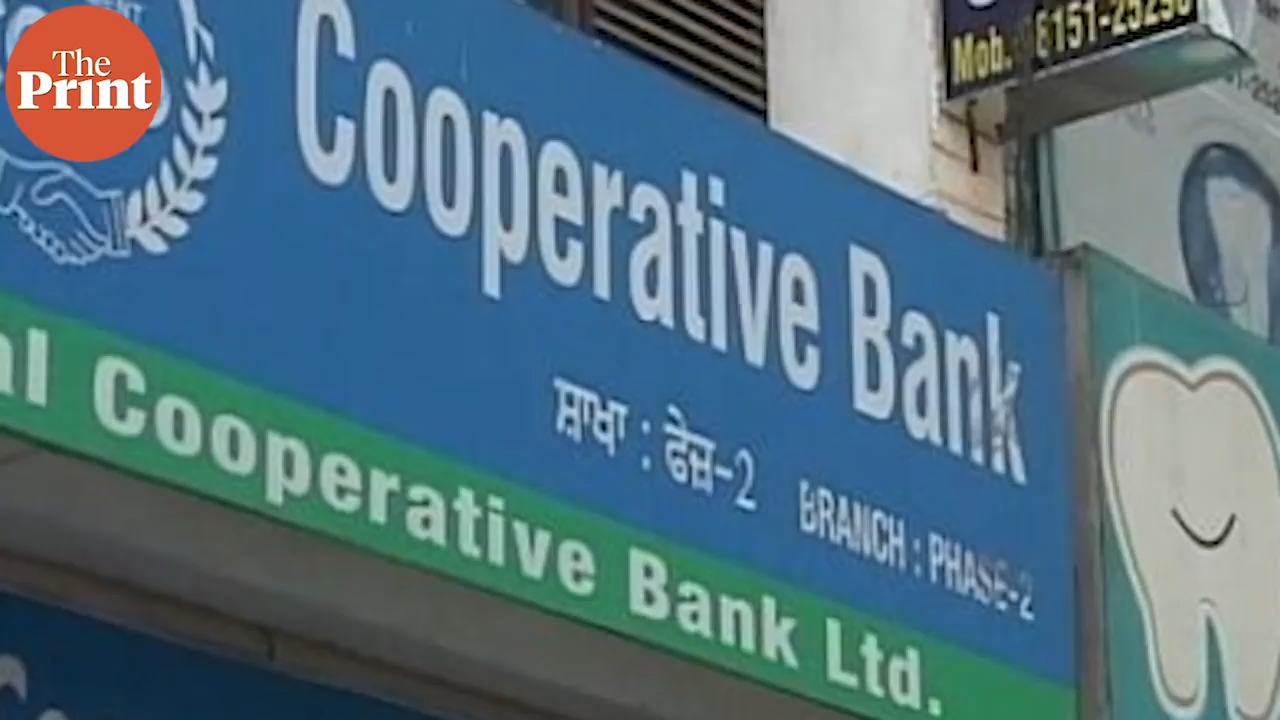 The
Print
Cooperative Bank
ਸ਼ਾਖਾ : ਫੇਜ਼-2
BRANCH : PHASE-2
Cooperative Bank Ltd.
Mob.